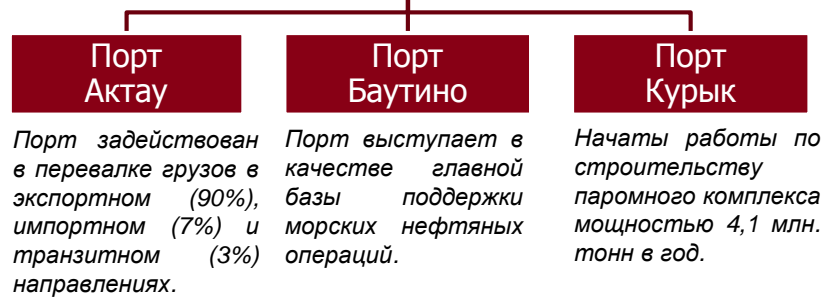 Порт
Актау
Порт задействован
в перевалке грузов в
экспортном (90%),
импортном (7%) и
транзитном (3%)
направлениях.
Порт
Баутино
Порт выступает в
качестве главной
базы поддержки
морских нефтяных
операций.
Порт
Курык
Начаты работы по
строительству
паромного комплекса
мощностью 4,1 млн.
тонн в год.